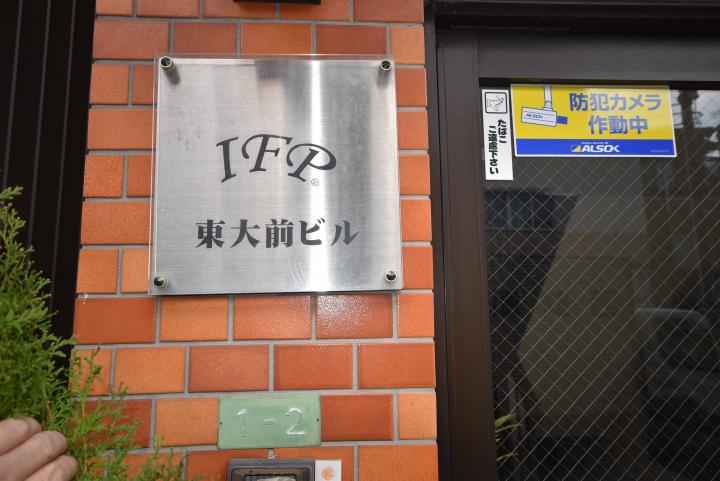 IFP®
東大前ビル
1-2
たばこ
ご遠慮下さい
防犯カメラ
作動中
ALSOK
ALSOK